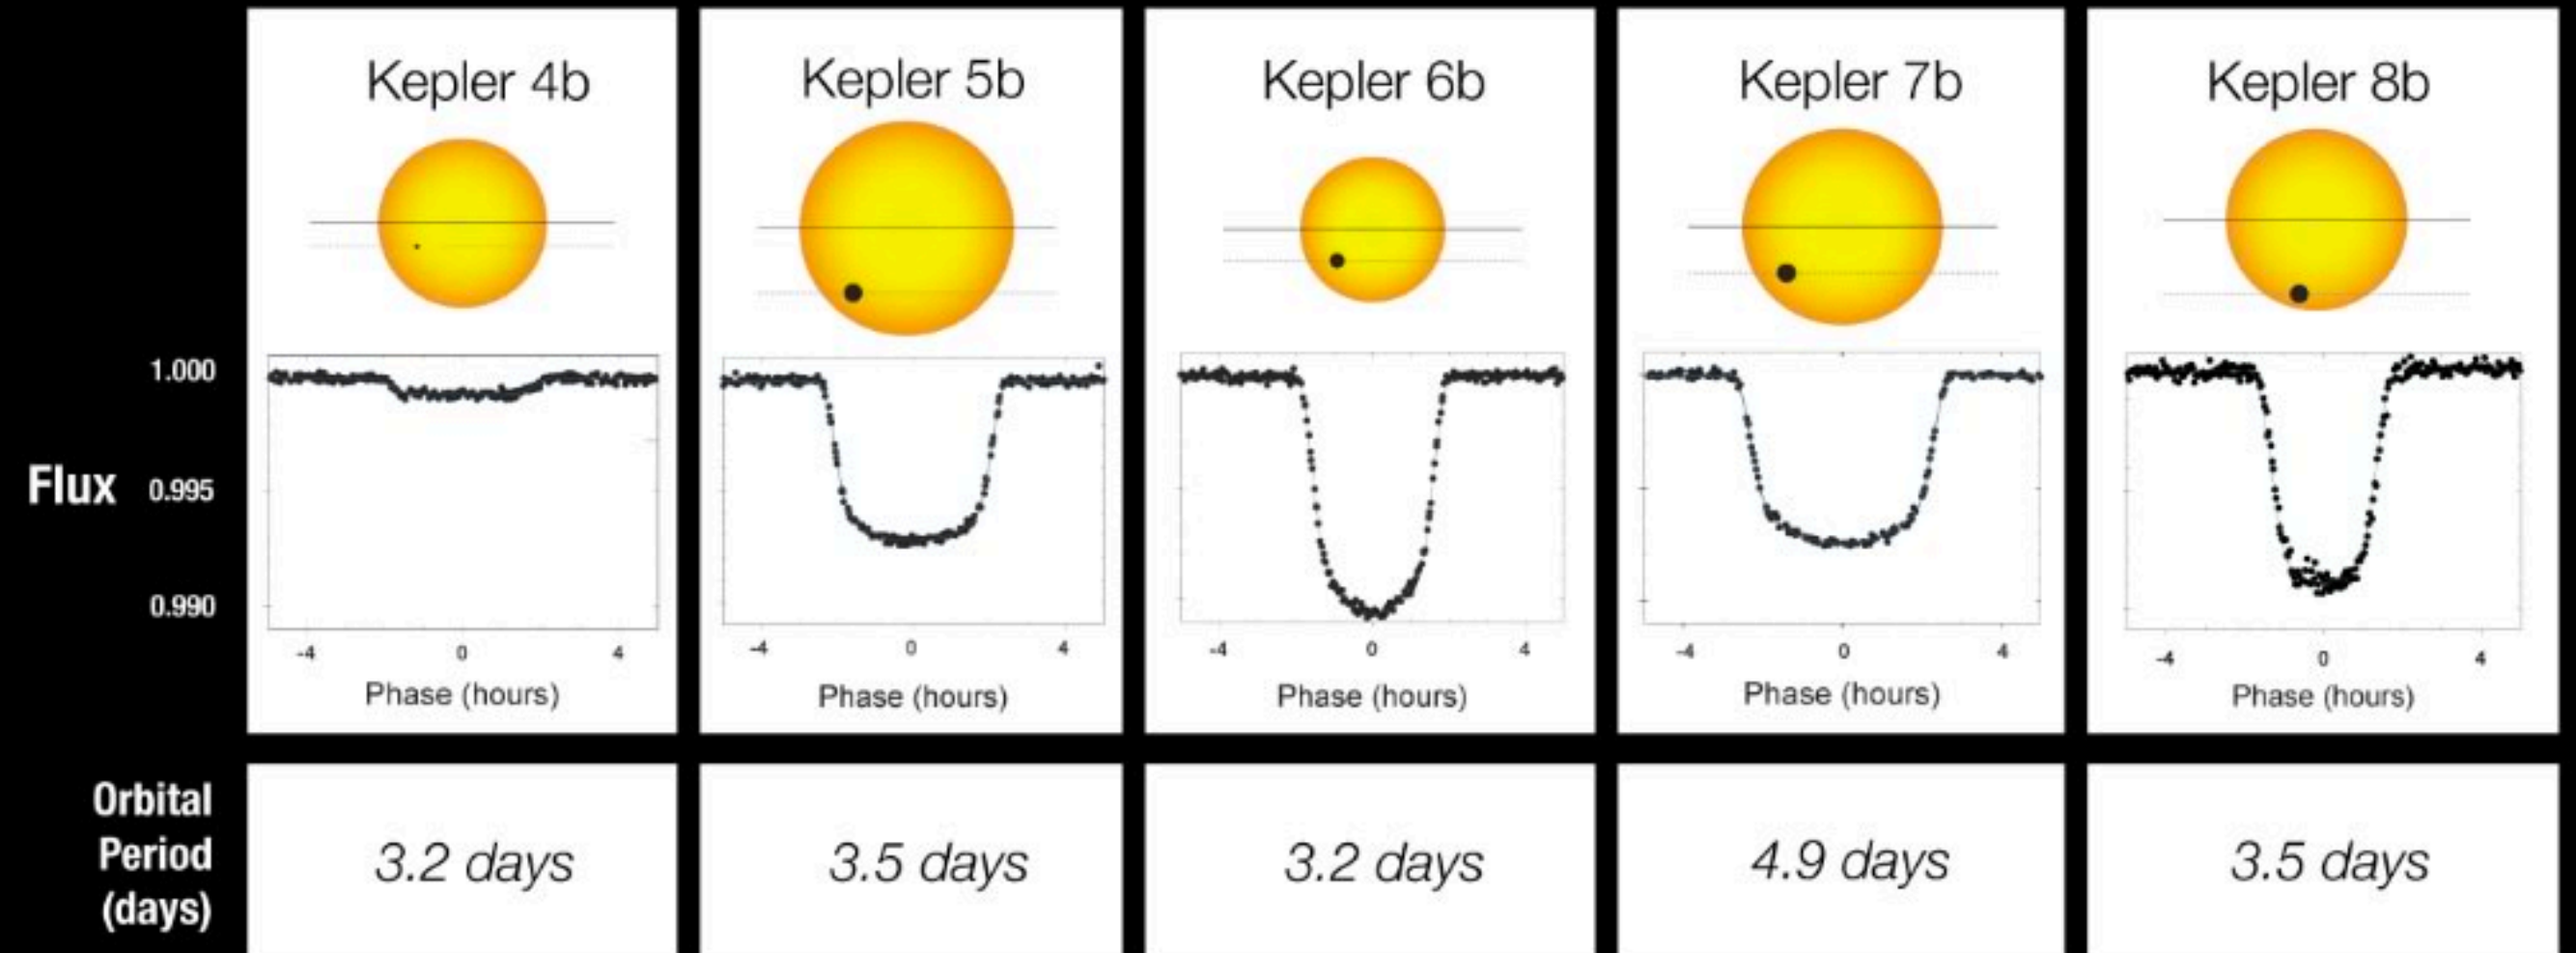 Kepler 4b
Kepler 5b
Kepler 6b
Kepler 7b
Kepler 8b
Flux
1.000
0.995
0.990
-4 0 4
Phase (hours)
-4 0 4
Phase (hours)
-4 0 4
Phase (hours)
-4 0 4
Phase (hours)
-4 0 4
Phase (hours)
Orbital
Period
(days)
3.2 days
3.5 days
3.2 days
4.9 days
3.5 days